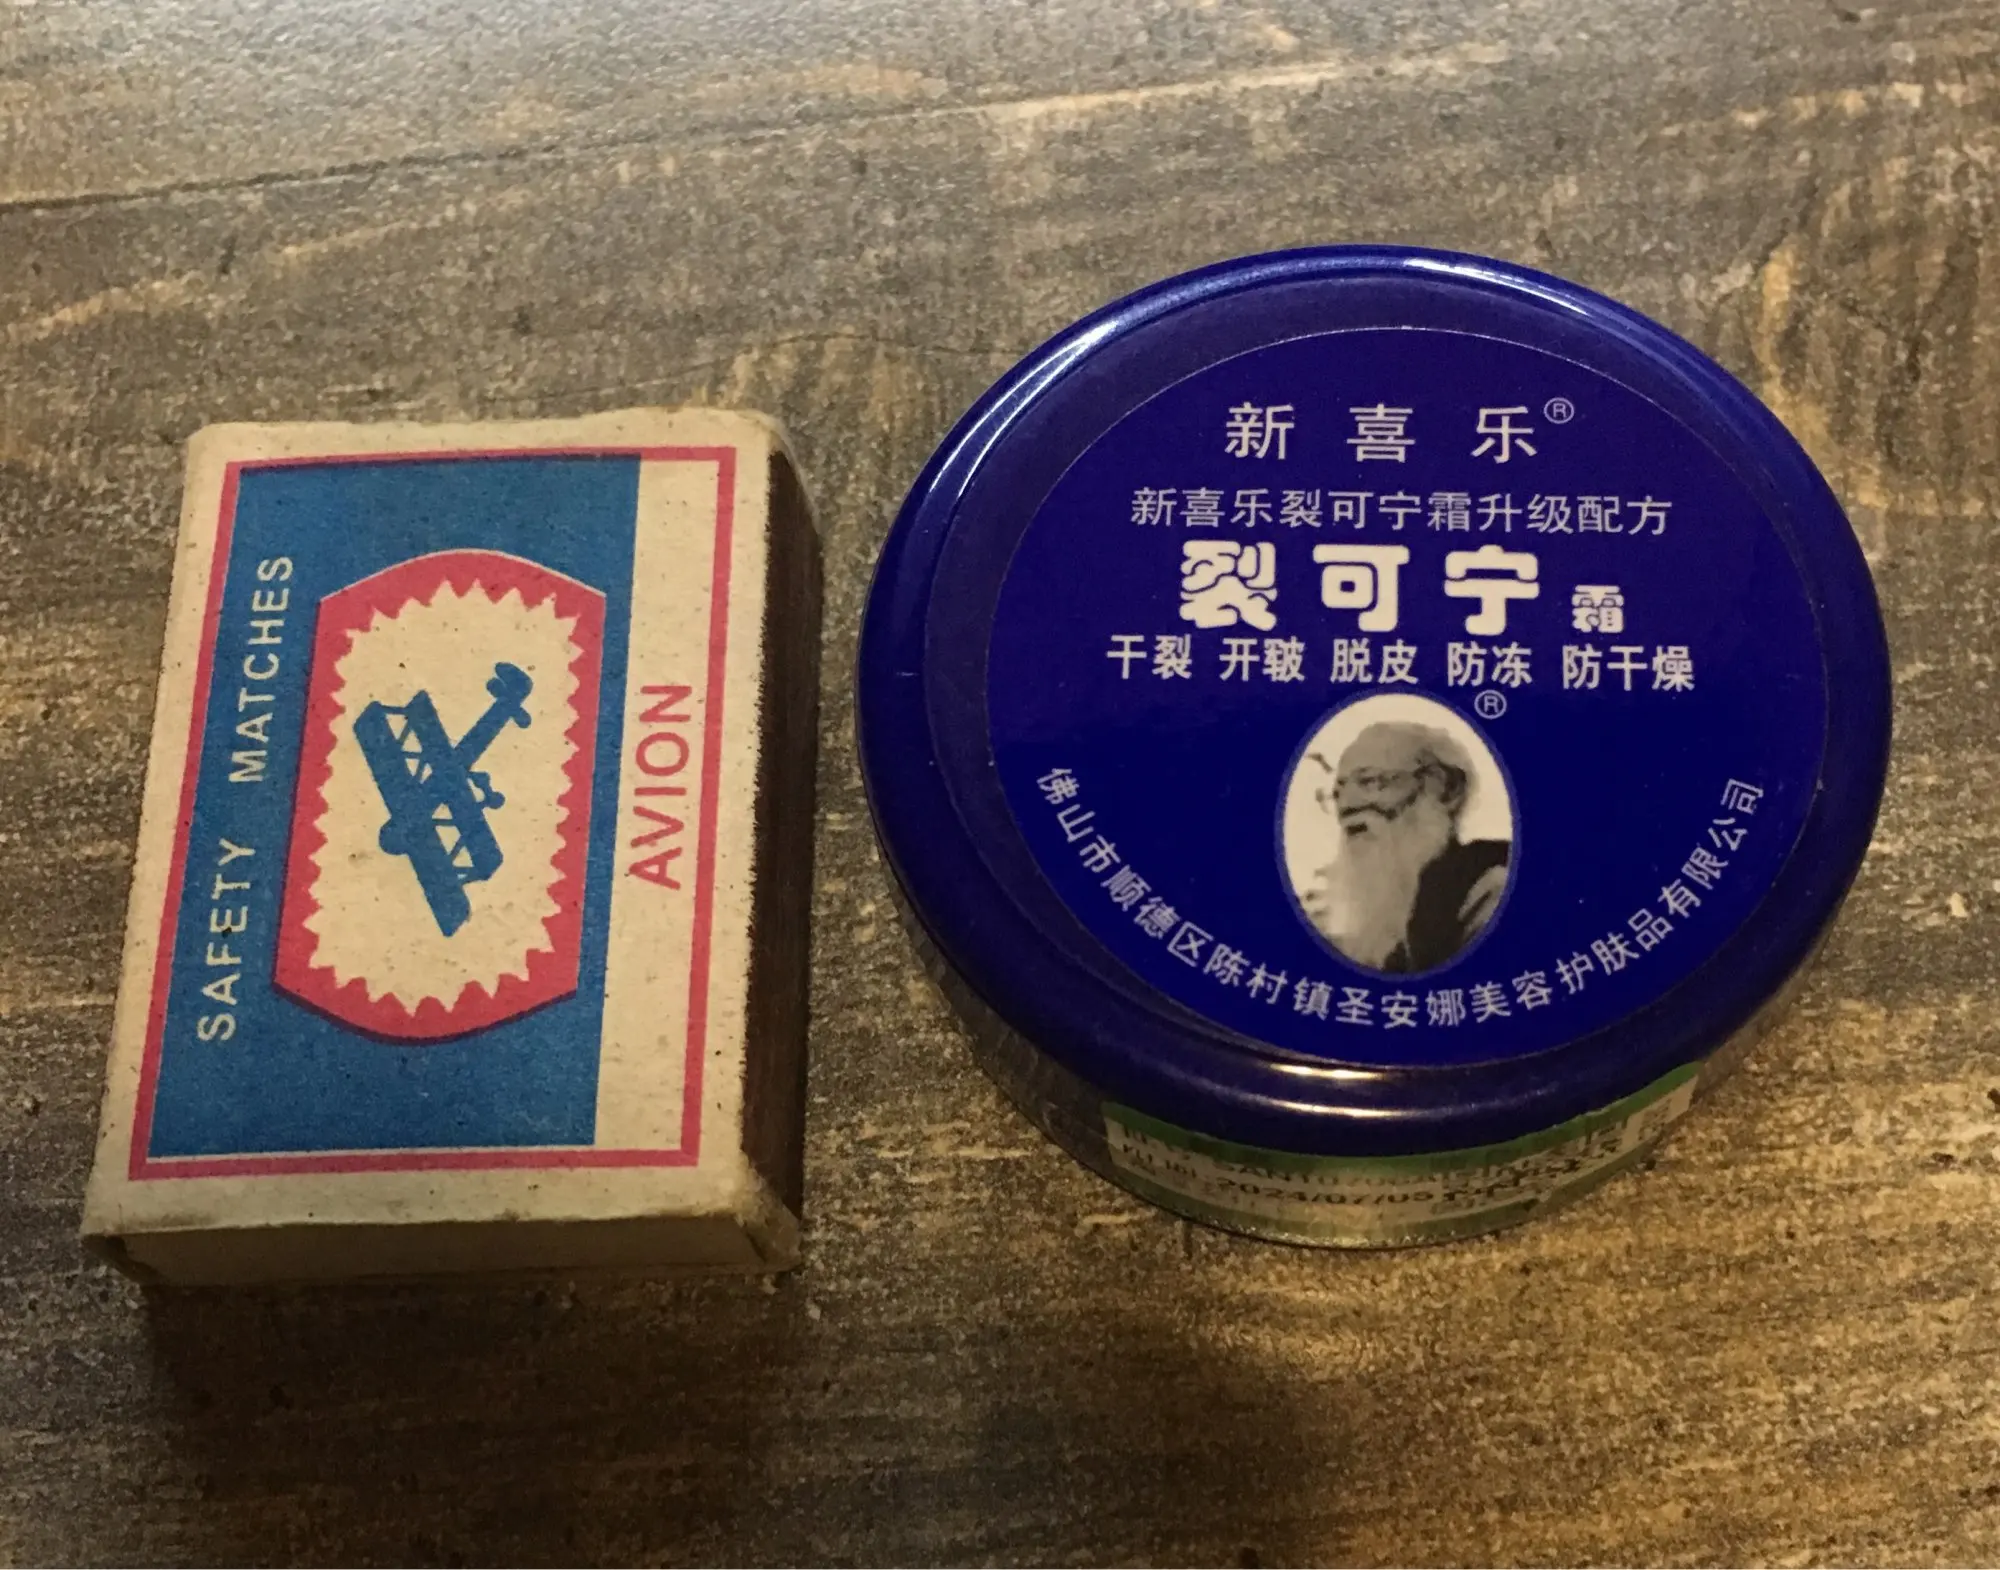 SAFETY MATCHES
AVION
新喜乐®
新喜乐裂可宁霜升级配方
裂可宁霜
干裂 开皲 脱皮 防冻 防干燥
®
佛山市顺德区陈村镇圣安娜美容护肤品有限公司
2024/07/05